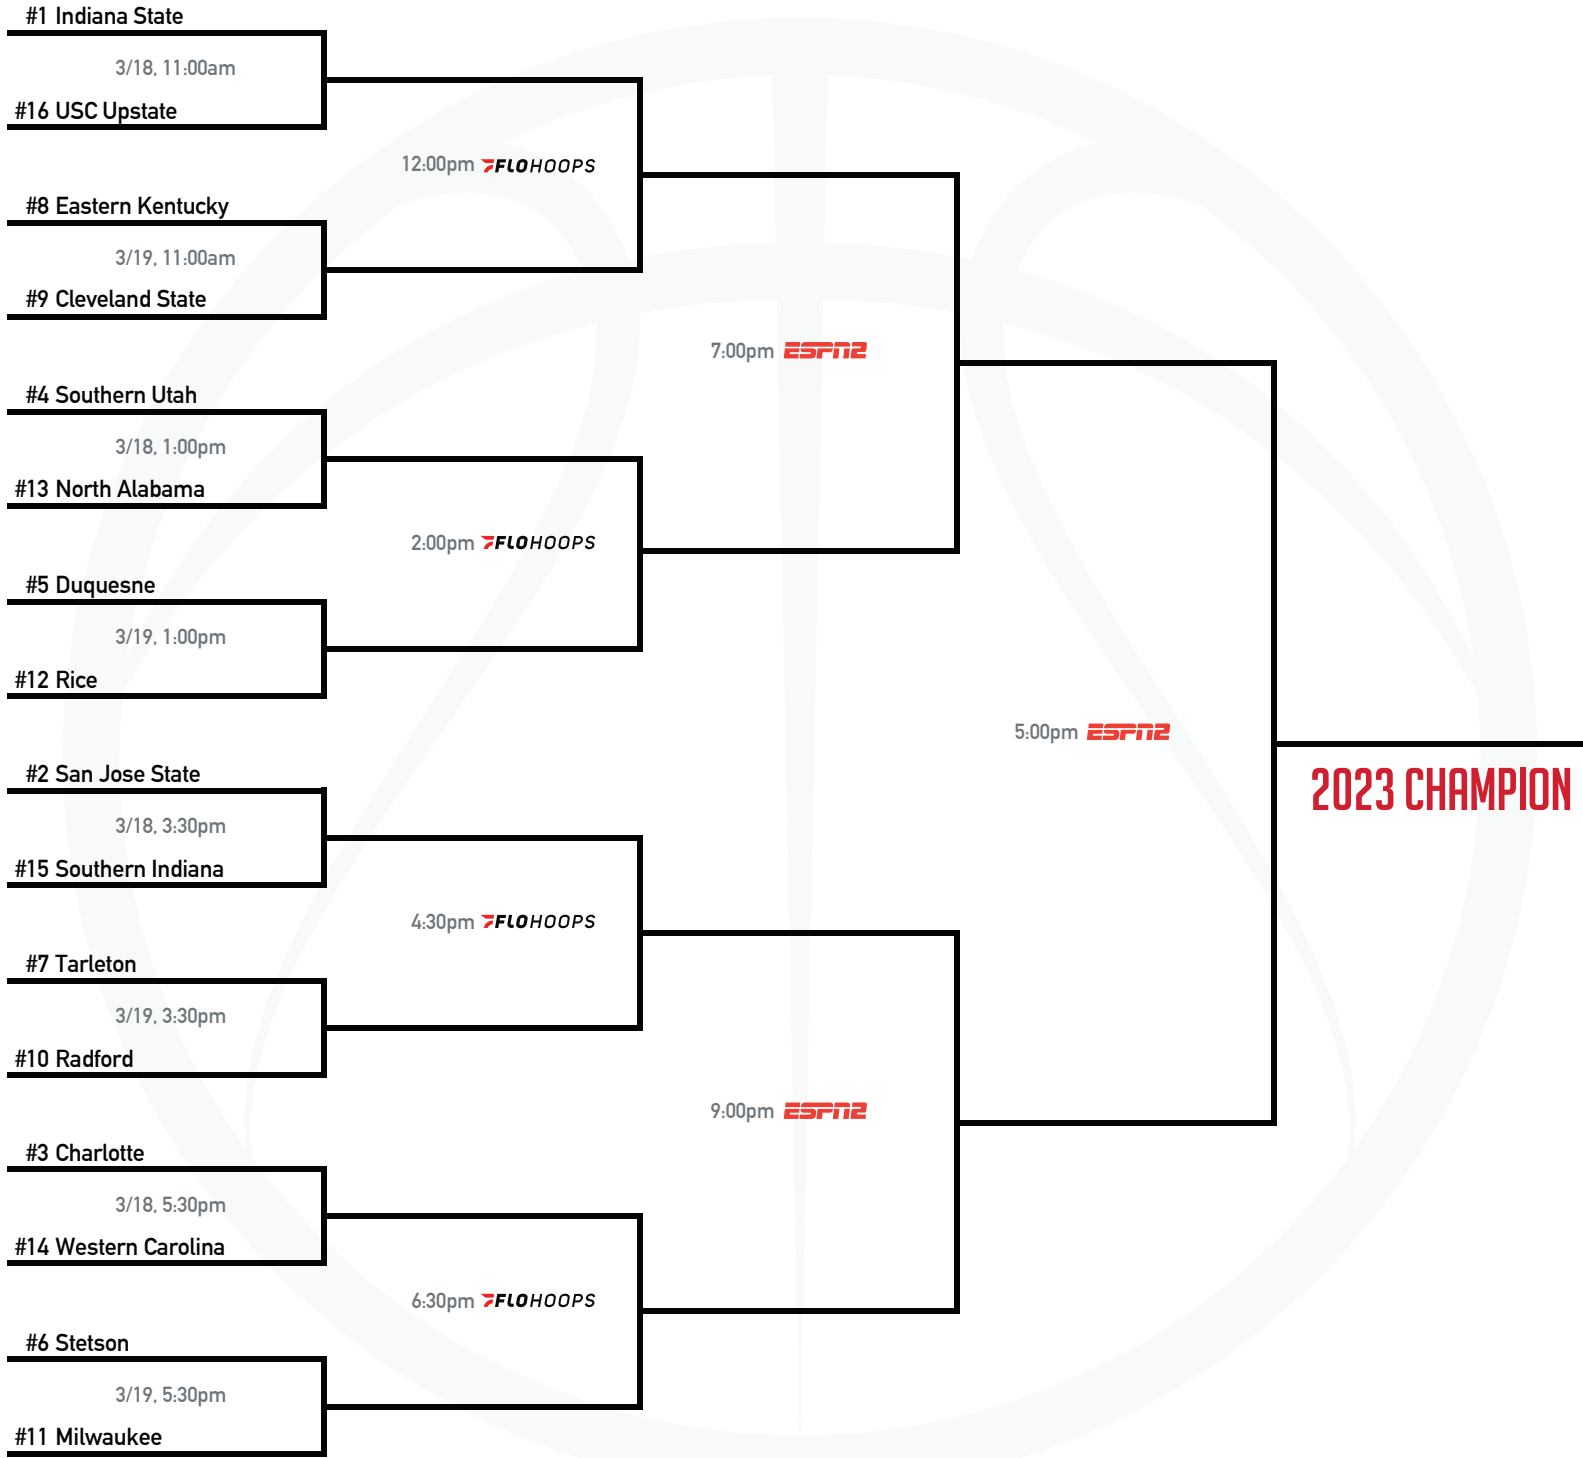 #1 Indiana State
3/18, 11:00am
#16 USC Upstate
12:00pm FLOHOOPS
#8 Eastern Kentucky
3/19, 11:00am
#9 Cleveland State
7:00pm ESPN2
#4 Southern Utah
3/18, 1:00pm
#13 North Alabama
2:00pm FLOHOOPS
#5 Duquesne
3/19, 1:00pm
#12 Rice
5:00pm ESPN2
2023 CHAMPION
#2 San Jose State
3/18, 3:30pm
#15 Southern Indiana
4:30pm FLOHOOPS
#7 Tarleton
3/19, 3:30pm
#10 Radford
9:00pm ESPN2
#3 Charlotte
3/18, 5:30pm
#14 Western Carolina
6:30pm FLOHOOPS
#6 Stetson
3/19, 5:30pm
#11 Milwaukee